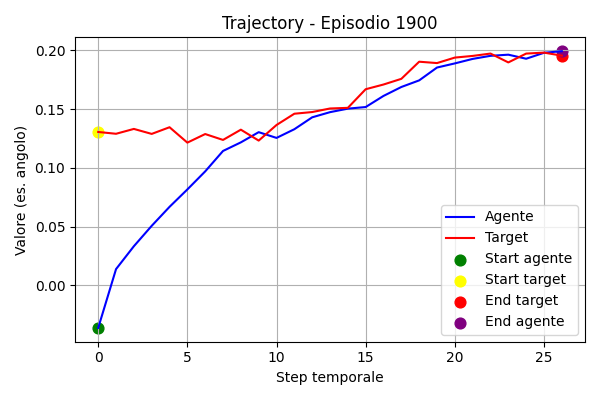 Trajectory - Episodio 1900
Valore (es. angolo)
0.20
0.15
0.10
0.05
0.00
0
5
10
15
20
25
Step temporale
Agente
Target
Start agente
Start target
End target
End agente